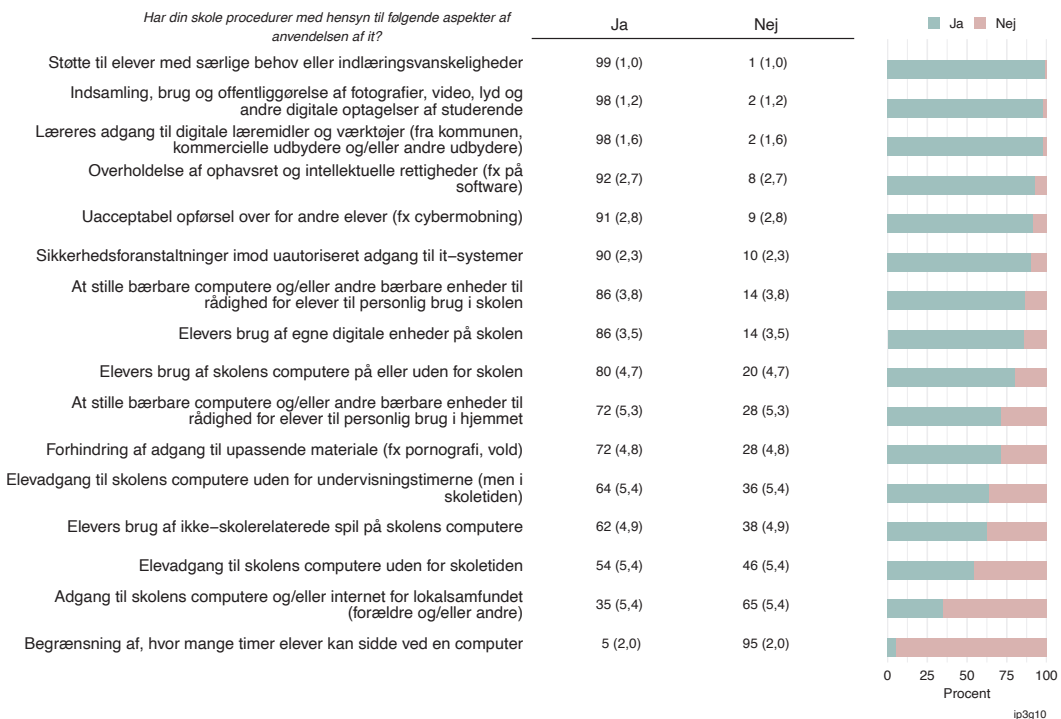 Har din skole procedurer med hensyn til følgende aspekter af
anvendelsen af it?
Ja Nej
Ja Nej
Støtte til elever med særlige behov eller indlæringsvanskeligheder 99 (1,0) 1 (1,0)
Indsamling, brug og offentliggørelse af fotografier, video, lyd og
andre digitale optagelser af studerende 98 (1,2) 2 (1,2)
Læreres adgang til digitale læremidler og værktøjer (fra kommunen,
kommercielle udbydere og/eller andre udbydere) 98 (1,6) 2 (1,6)
Overholdelse af ophavsret og intellektuelle rettigheder (fx på
software) 92 (2,7) 8 (2,7)
Uacceptabel opførsel over for andre elever (fx cybermobning) 91 (2,8) 9 (2,8)
Sikkerhedsforanstaltninger imod uautoriseret adgang til it−systemer 90 (2,3) 10 (2,3)
At stille bærbare computere og/eller andre bærbare enheder til
rådighed for elever til personlig brug i skolen 86 (3,8) 14 (3,8)
Elevers brug af egne digitale enheder på skolen 86 (3,5) 14 (3,5)
Elevers brug af skolens computere på eller uden for skolen 80 (4,7) 20 (4,7)
At stille bærbare computere og/eller andre bærbare enheder til
rådighed for elever til personlig brug i hjemmet 72 (5,3) 28 (5,3)
Forhindring af adgang til upassende materiale (fx pornografi, vold) 72 (4,8) 28 (4,8)
Elevadgang til skolens computere uden for undervisningstimerne (men i
skoletiden) 64 (5,4) 36 (5,4)
Elevers brug af ikke−skolerelaterede spil på skolens computere 62 (4,9) 38 (4,9)
Elevadgang til skolens computere uden for skoletiden 54 (5,4) 46 (5,4)
Adgang til skolens computere og/eller internet for lokalsamfundet
(forældre og/eller andre) 35 (5,4) 65 (5,4)
Begrænsning af, hvor mange timer elever kan sidde ved en computer 5 (2,0) 95 (2,0)
0 25 50 75 100
Procent
ip3g10